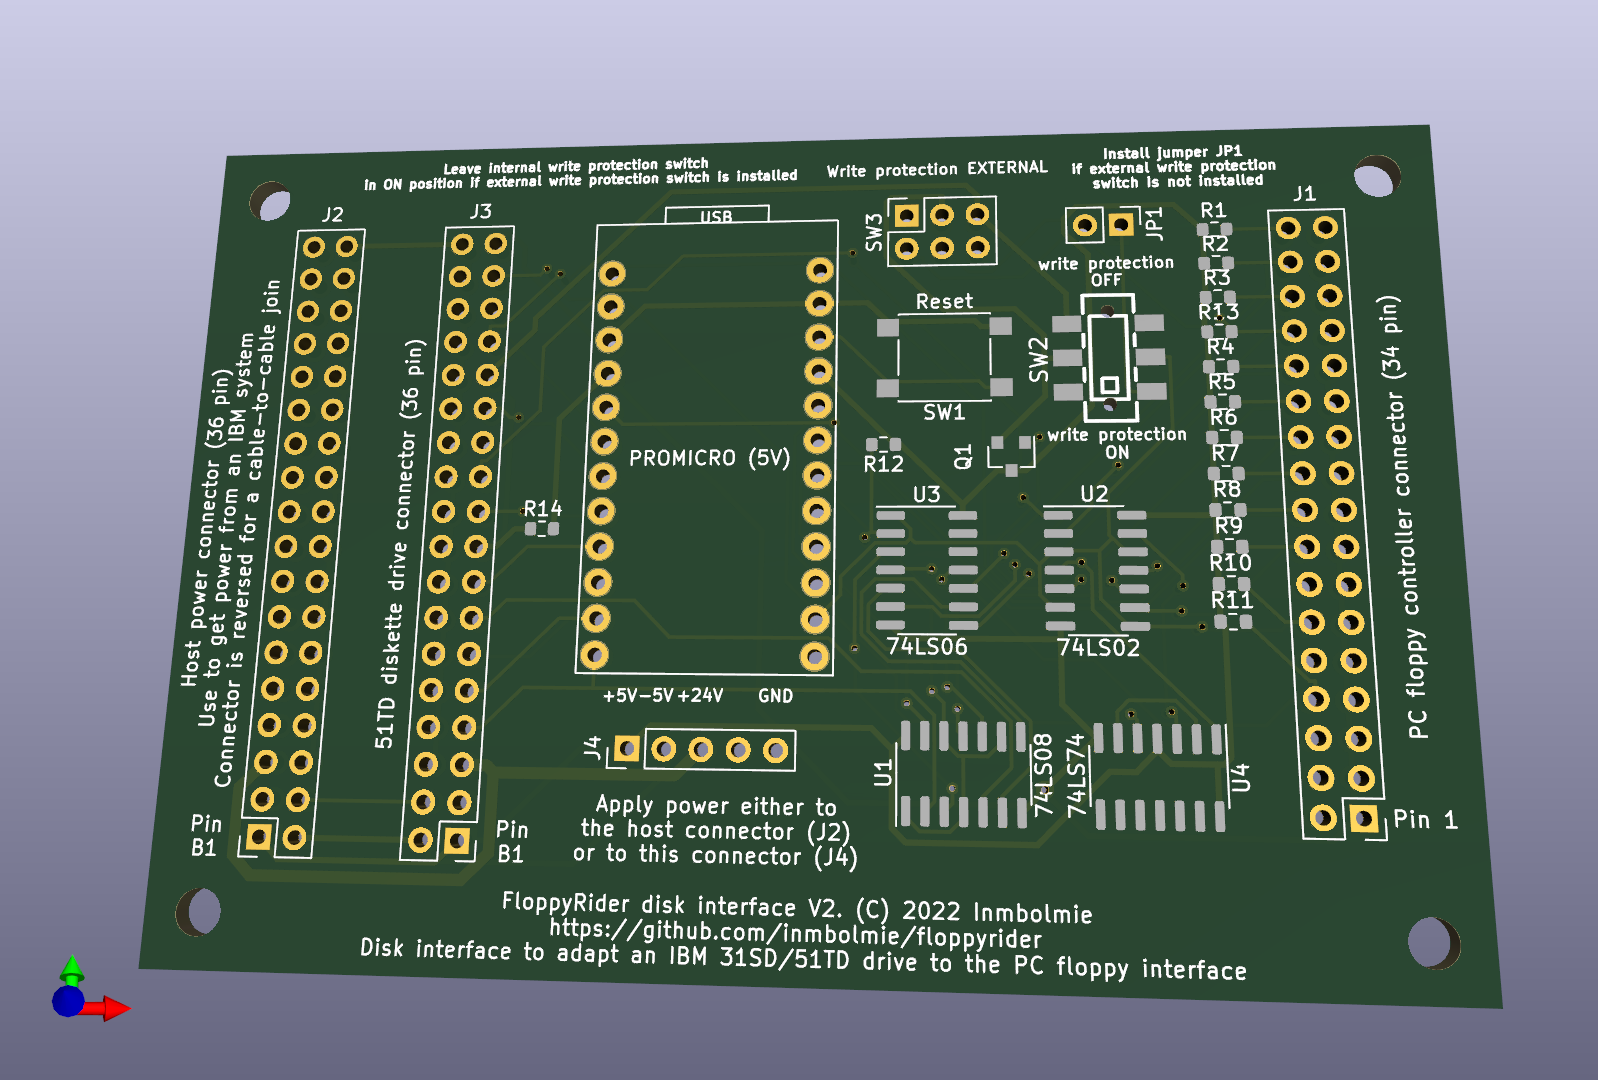 Leave internal write protection switch
in ON position if external write protection switch is installed
Write protection EXTERNAL
Install jumper JP1
if external write protection
switch is not installed
J2
J3
USB
SW3
JP1
J1
R1
R2
R3
R13
R4
R5
R6
R7
R8
R9
R10
R11
write protection
OFF
Reset
SW2
SW1
write protection
ON
R12
Q1
PROMICRO (5V)
R14
U3
U2
74LS06
74LS02
Host power connector (36 pin)
Use to get power from an IBM system
Connector is reversed for a cable-to-cable join
51TD diskette drive connector (36 pin)
PC floppy controller connector (34 pin)
+5V-5V+24V
GND
J4
U1
74LS08
74LS74
U4
Pin
B1
Pin
B1
Pin 1
Apply power either to
the host connector (J2)
or to this connector (J4)
FloppyRider disk interface V2. (C) 2022 Inmbolmie
https://github.com/inmbolmie/floppyrider
Disk interface to adapt an IBM 31SD/51TD drive to the PC floppy interface